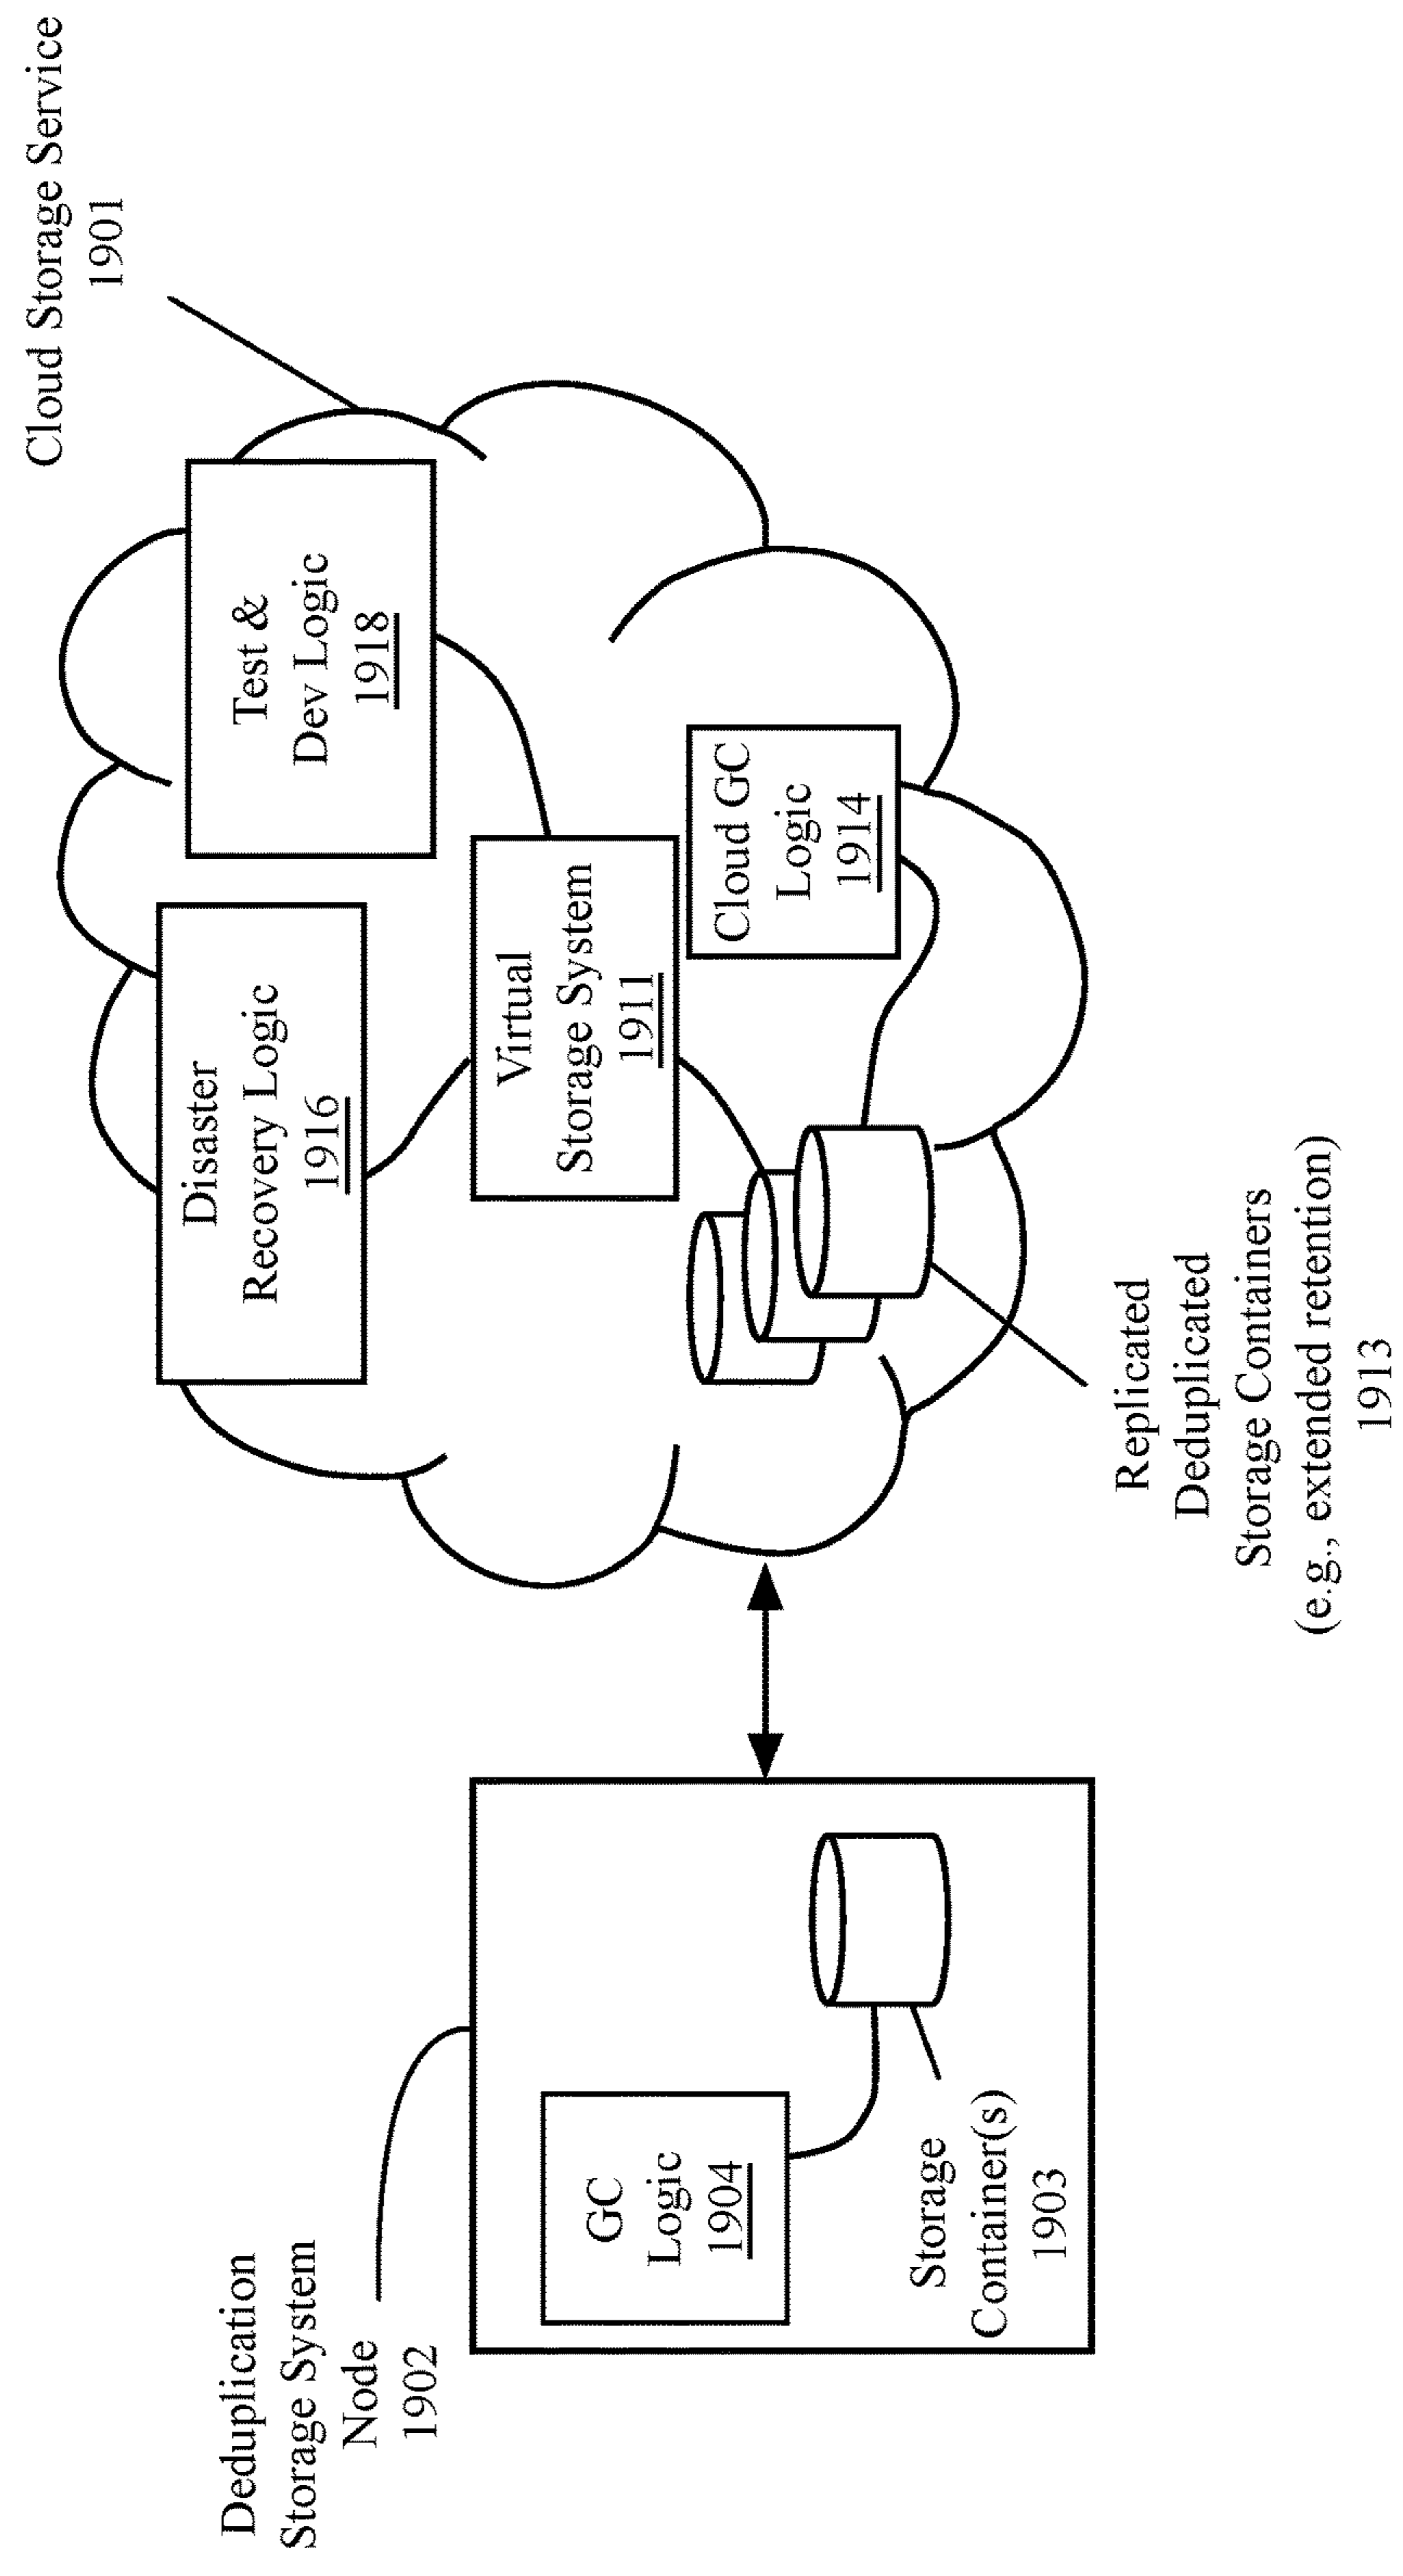 Cloud Storage Service
1901
Deduplication
Storage System
Node
1902
GC
Logic
1904
Storage
Container(s)
1903
Disaster
Recovery Logic
1916
Test &
Dev Logic
1918
Virtual
Storage System
1911
Cloud GC
Logic
1914
Replicated
Deduplicated
Storage Containers
(e.g., extended retention)
1913